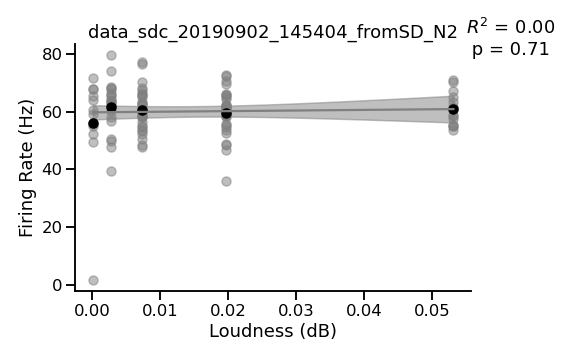 data_sdc_20190902_145404_fromSD_N2
R² = 0.00
p = 0.71
80
60
40
20
0
Firing Rate (Hz)
0.00 0.01 0.02 0.03 0.04 0.05
Loudness (dB)